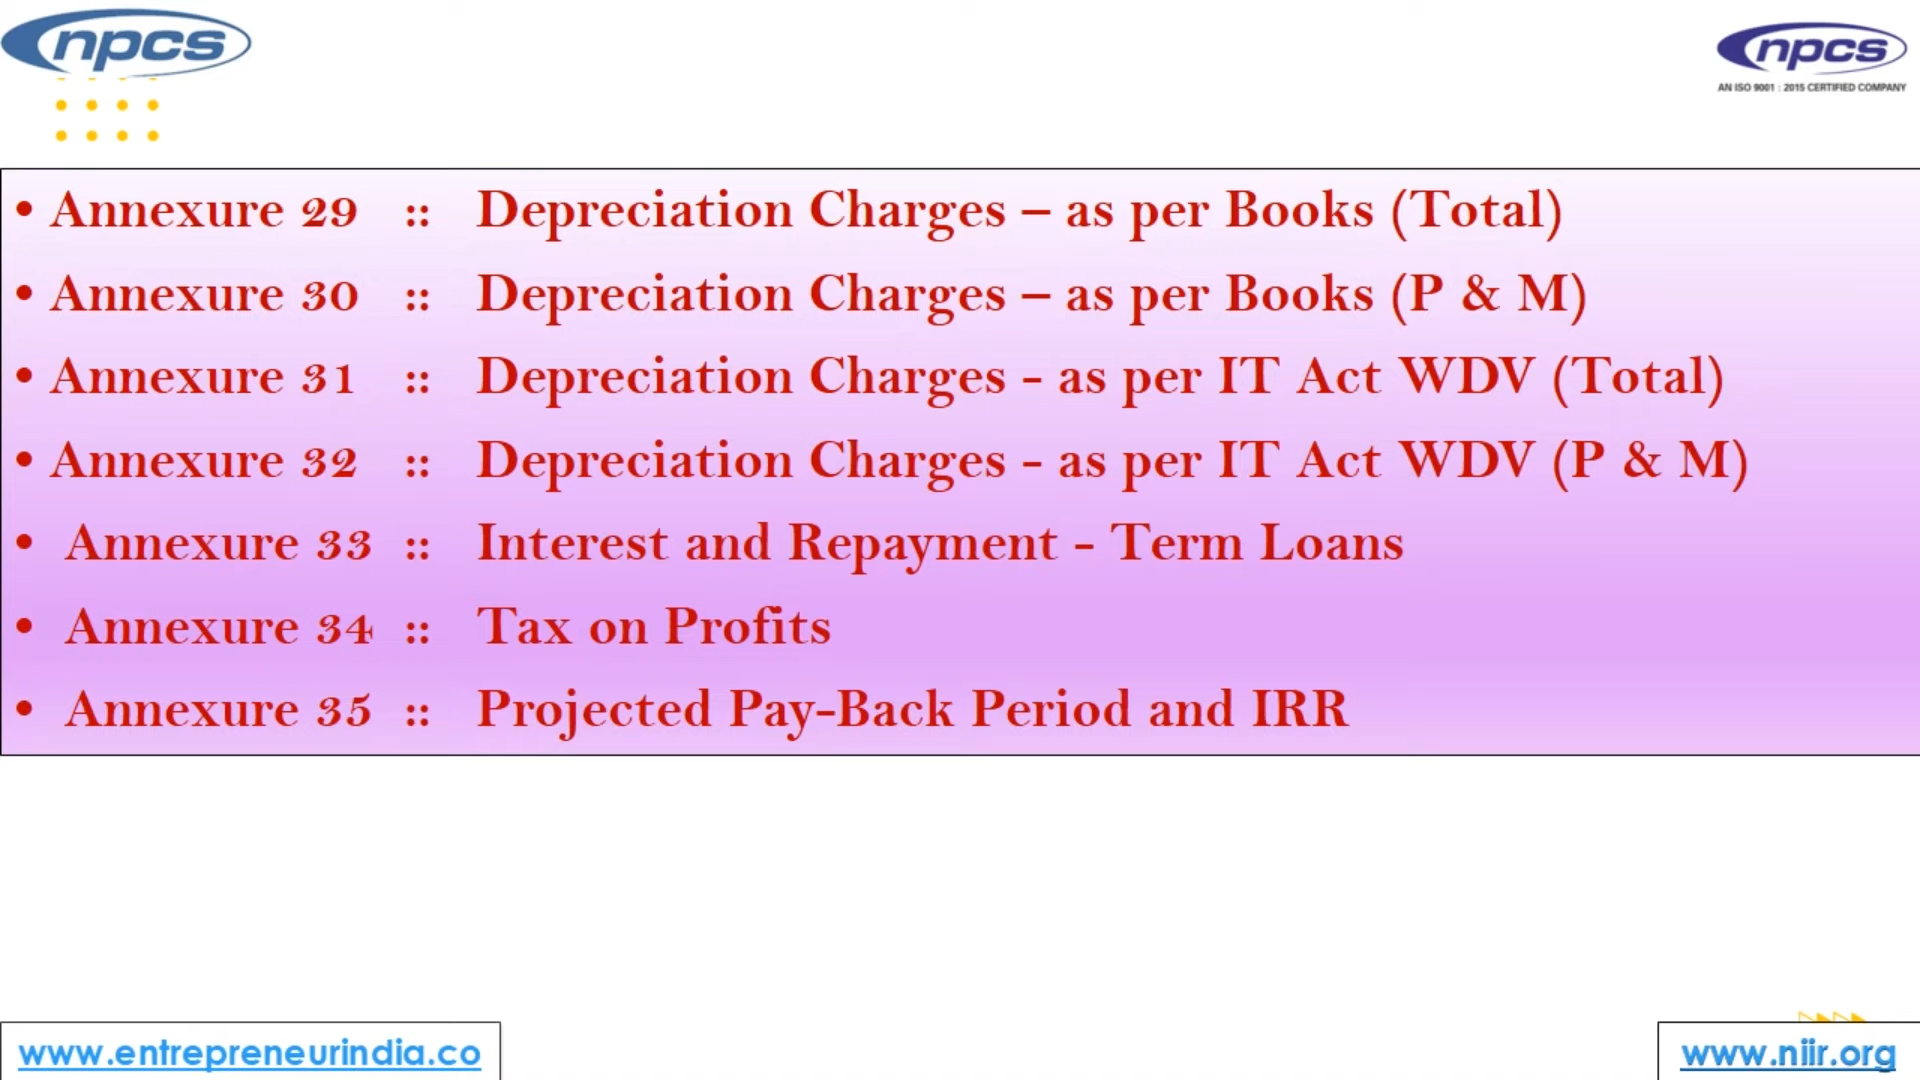 npcs
npcs
AN ISO 9001 : 2015 CERTIFIED COMPANY
• Annexure 29 :: Depreciation Charges – as per Books (Total)
• Annexure 30 :: Depreciation Charges – as per Books (P & M)
• Annexure 31 :: Depreciation Charges - as per IT Act WDV (Total)
• Annexure 32 :: Depreciation Charges - as per IT Act WDV (P & M)
• Annexure 33 :: Interest and Repayment - Term Loans
• Annexure 34 :: Tax on Profits
• Annexure 35 :: Projected Pay-Back Period and IRR
www.entrepreneurindia.co
www.niir.org